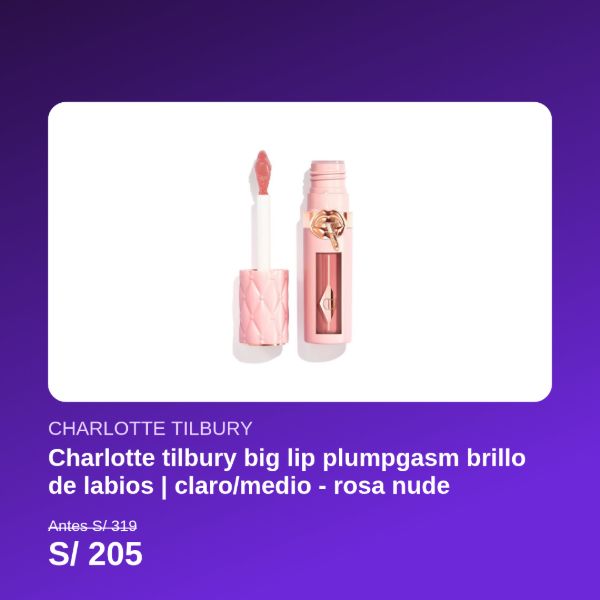 CHARLOTTE TILBURY
Charlotte tilbury big lip plumpgasm brillo
de labios | claro/medio - rosa nude
Antes S/ 319
S/ 205